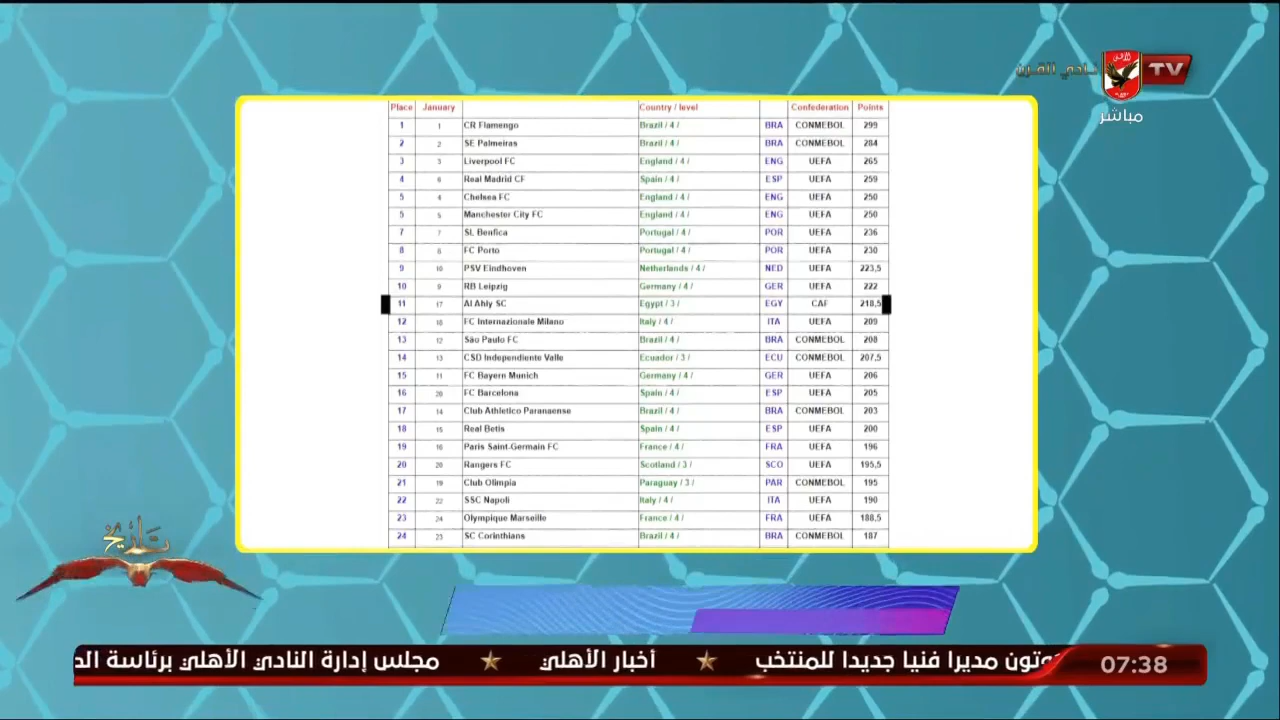 نادي القرن TV
مباشر
Place January Country / level Confederation Points
1 1 CR Flamengo Brazil / 4 / BRA CONMEBOL 299
2 2 SE Palmeiras Brazil / 4 / BRA CONMEBOL 284
3 3 Liverpool FC England / 4 / ENG UEFA 265
4 6 Real Madrid CF Spain / 4 / ESP UEFA 259
5 4 Chelsea FC England / 4 / ENG UEFA 250
5 5 Manchester City FC England / 4 / ENG UEFA 250
7 7 SL Benfica Portugal / 4 / POR UEFA 236
8 8 FC Porto Portugal / 4 / POR UEFA 230
9 10 PSV Eindhoven Netherlands / 4 / NED UEFA 223,5
10 9 RB Leipzig Germany / 4 / GER UEFA 222
11 17 Al Ahly SC Egypt / 3 / EGY CAF 218,5
12 18 FC Internazionale Milano Italy / 4 / ITA UEFA 209
13 12 São Paulo FC Brazil / 4 / BRA CONMEBOL 208
14 13 CSD Independiente Valle Ecuador / 3 / ECU CONMEBOL 207,5
15 11 FC Bayern Munich Germany / 4 / GER UEFA 206
16 20 FC Barcelona Spain / 4 / ESP UEFA 205
17 14 Club Athletico Paranaense Brazil / 4 / BRA CONMEBOL 203
18 15 Real Betis Spain / 4 / ESP UEFA 200
19 16 Paris Saint-Germain FC France / 4 / FRA UEFA 196
20 20 Rangers FC Scotland / 3 / SCO UEFA 195,5
21 19 Club Olimpia Paraguay / 3 / PAR CONMEBOL 195
22 22 SSC Napoli Italy / 4 / ITA UEFA 190
23 24 Olympique Marseille France / 4 / FRA UEFA 188,5
24 23 SC Corinthians Brazil / 4 / BRA CONMEBOL 187
تاريخ
مديرا فنيا جديدا للمنتخب ★ أخبار الأهلي ★ مجلس إدارة النادي الأهلي برئاسة
07:38